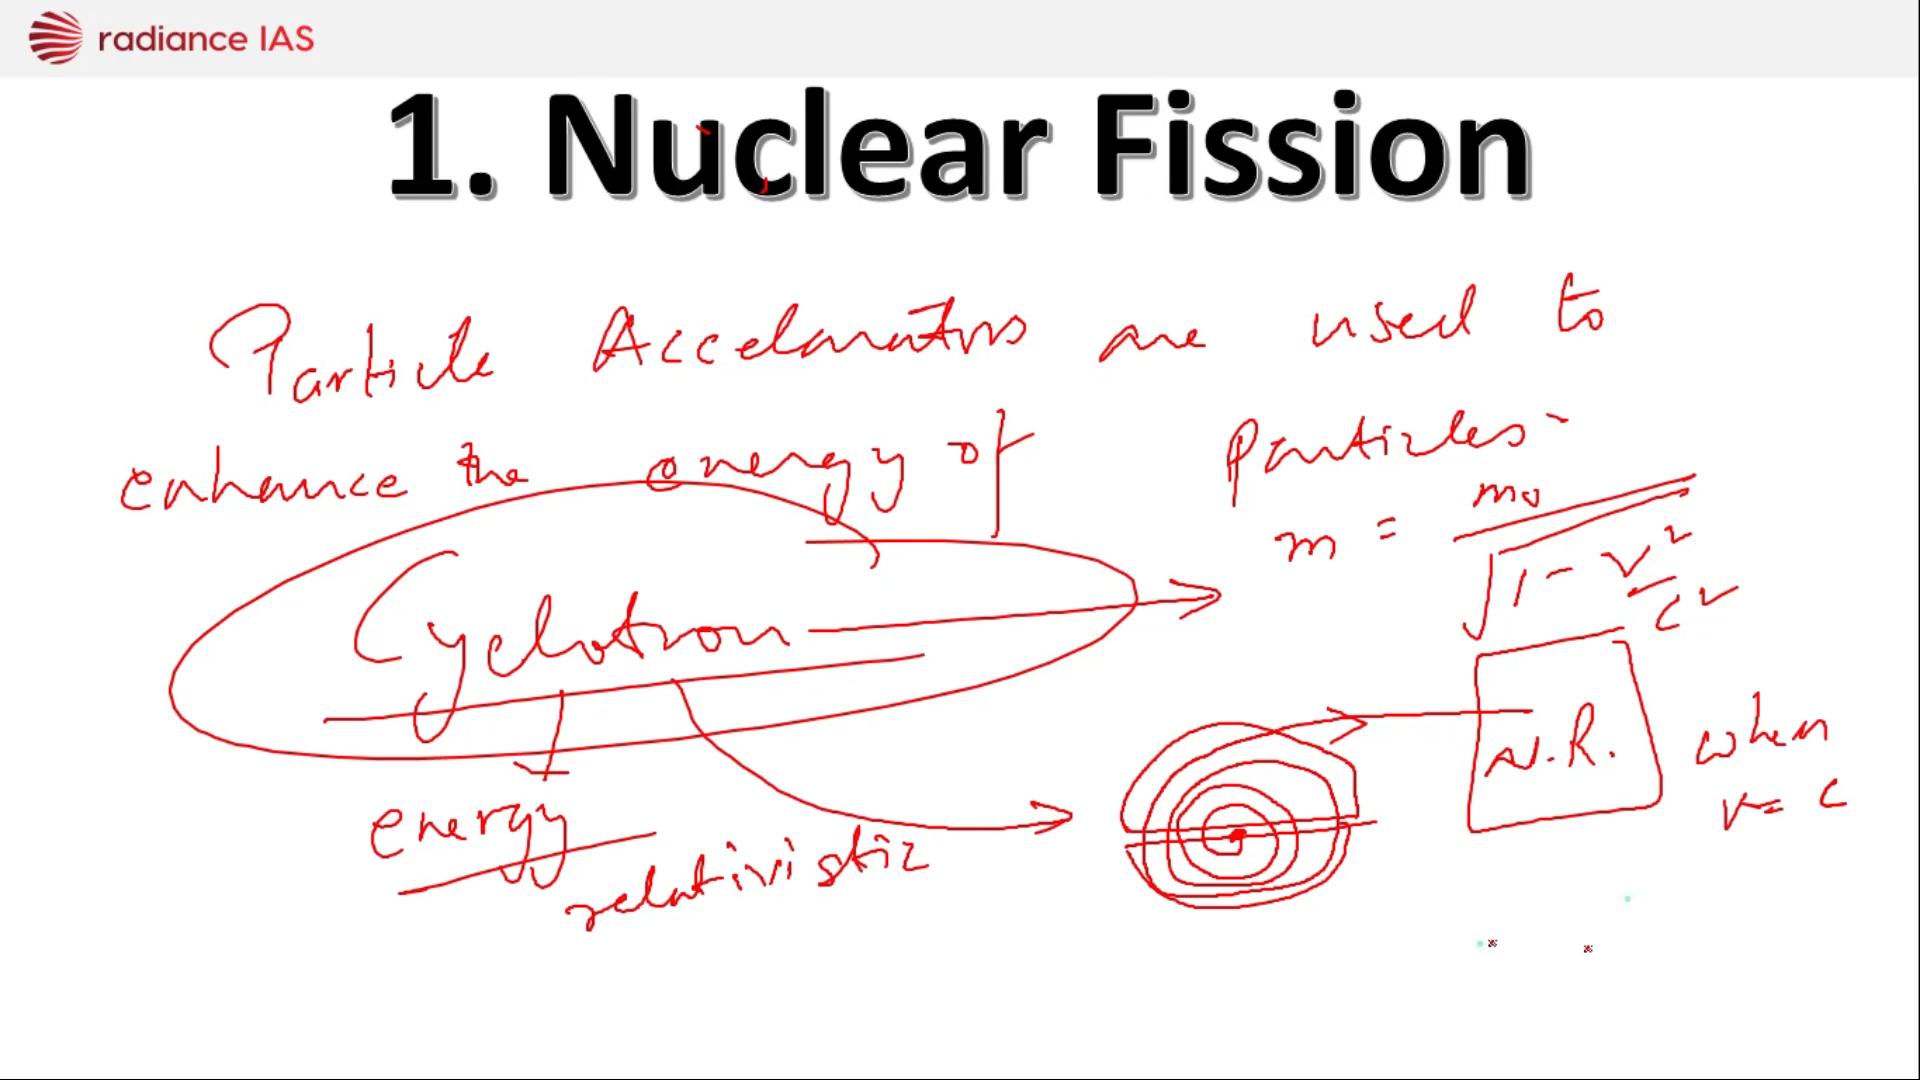 radiance IAS
1. Nuclear Fission
Particle Accelarators are used to
enhance the energy of particles
m = m0 / √1 - v²/c²
Cyclotron
N.R. when
v = c
energy
relativistic